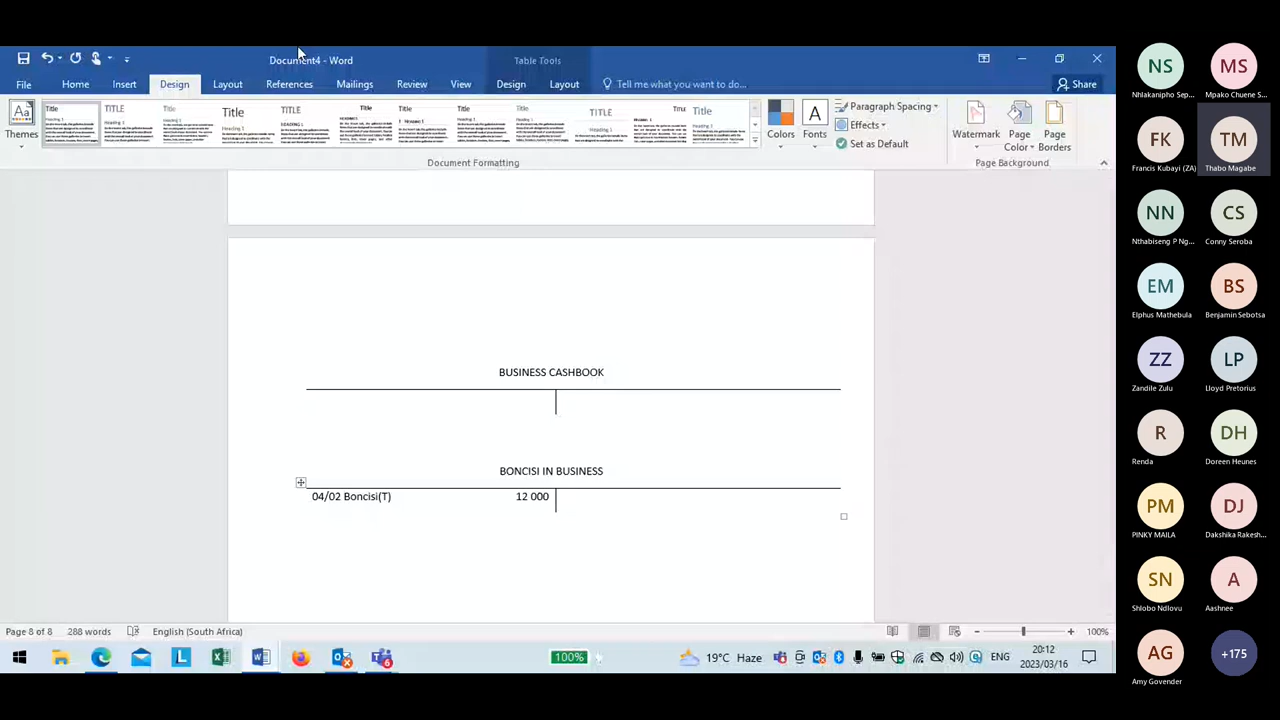 Document4 - Word
Table Tools
File
Home
Insert
Design
Layout
References
Mailings
Review
View
Design
Layout
Tell me what you want to do...
Share
Themes
Colors
Fonts
Paragraph Spacing
Effects
Set as Default
Watermark
Page Color
Page Borders
Document Formatting
Page Background
BUSINESS CASHBOOK
BONCISI IN BUSINESS
04/02 Boncisi(T) 12 000
Page 8 of 8
288 words
English (South Africa)
100%
100%
19°C Haze
ENG
20:12
2023/03/16
NS
Nhlakanipho Sep...
MS
Mpako Chuene S...
FK
Francis Kubayi (ZA)
TM
Thabo Magabe
NN
Nthabiseng P Ng...
CS
Conny Seroba
EM
Elphus Mathebula
BS
Benjamin Sebotsa
ZZ
Zandile Zulu
LP
Lloyd Pretorius
R
Renda
DH
Doreen Heunes
PM
PINKY MAILA
DJ
Dakshika Rakesh...
SN
Shlobo Ndlovu
A
Aashnee
AG
Amy Govender
+175